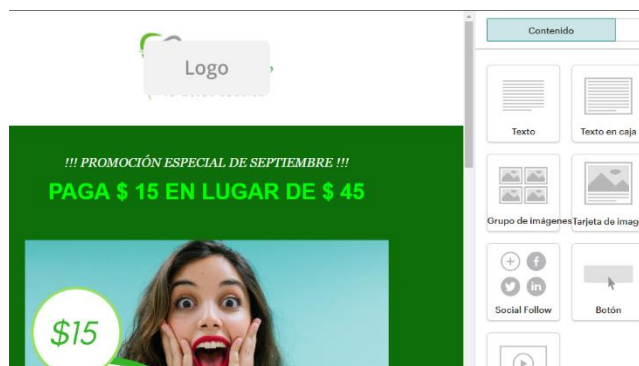 Contenido
Logo
Texto
Texto en caja
!!! PROMOCIÓN ESPECIAL DE SEPTIEMBRE !!!
PAGA $ 15 EN LUGAR DE $ 45
Grupo de imágenes
Tarjeta de imag
$15
Social Follow
Botón